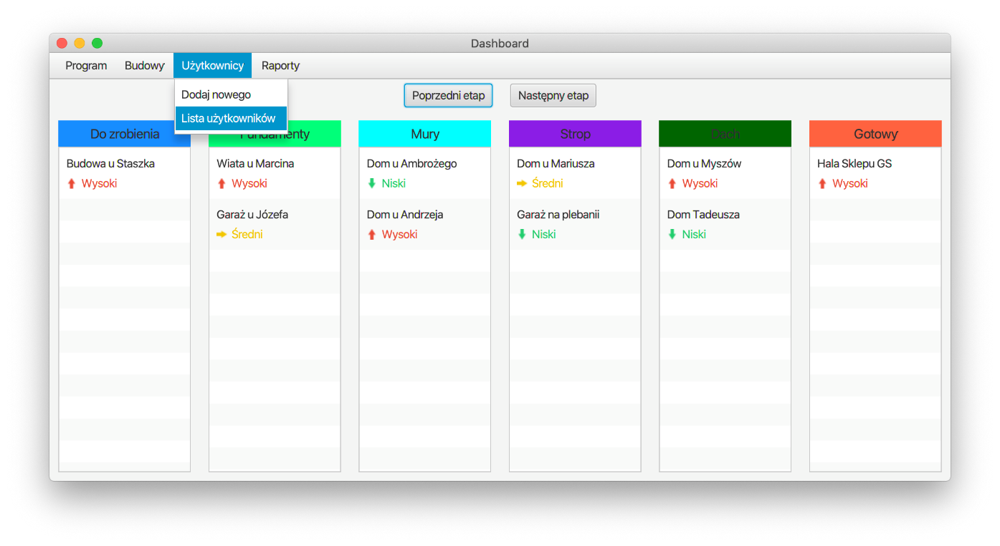 Dashboard
Program Budowy Użytkownicy Raporty
Dodaj nowego
Lista użytkowników
Poprzedni etap Następny etap
Do zrobienia
Budowa u Staszka
Wysoki
Fundamenty
Wiata u Marcina
Wysoki
Garaż u Józefa
Średni
Mury
Dom u Ambrożego
Niski
Dom u Andrzeja
Wysoki
Strop
Dom u Mariusza
Średni
Garaż na plebanii
Niski
Dach
Dom u Myszów
Wysoki
Dom Tadeusza
Niski
Gotowy
Hala Sklepu GS
Wysoki